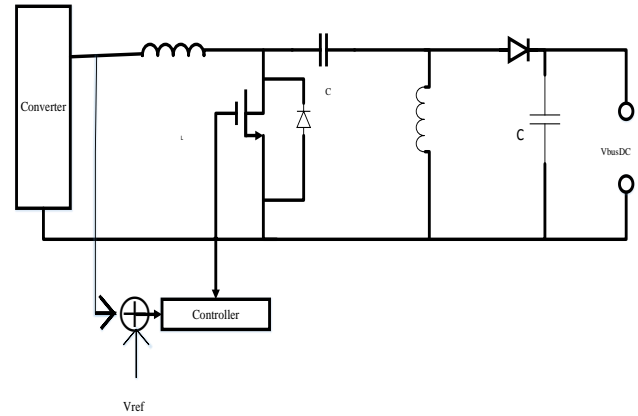 Converter
L
C
C
VbusDC
Controller
Vref